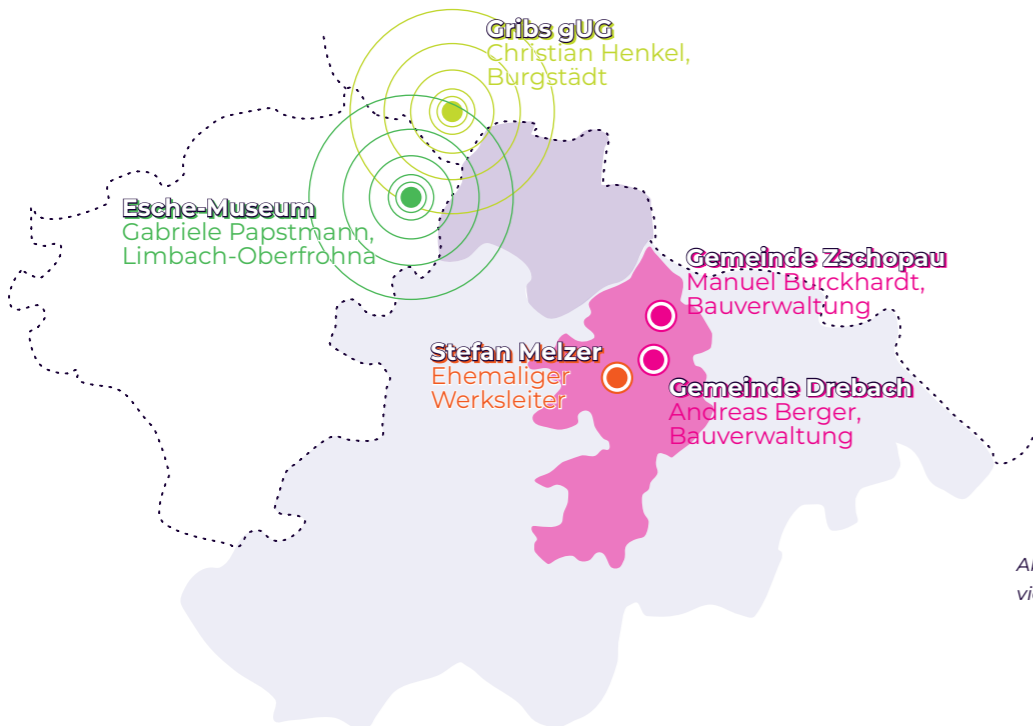 Gribs gUG
Christian Henkel,
Burgstädt
Esche-Museum
Gabriele Papstmann,
Limbach-Oberfrohna
Gemeinde Zschopau
Manuel Burckhardt,
Bauverwaltung
Stefan Melzer
Ehemaliger
Werksleiter
Gemeinde Drebach
Andreas Berger,
Bauverwaltung